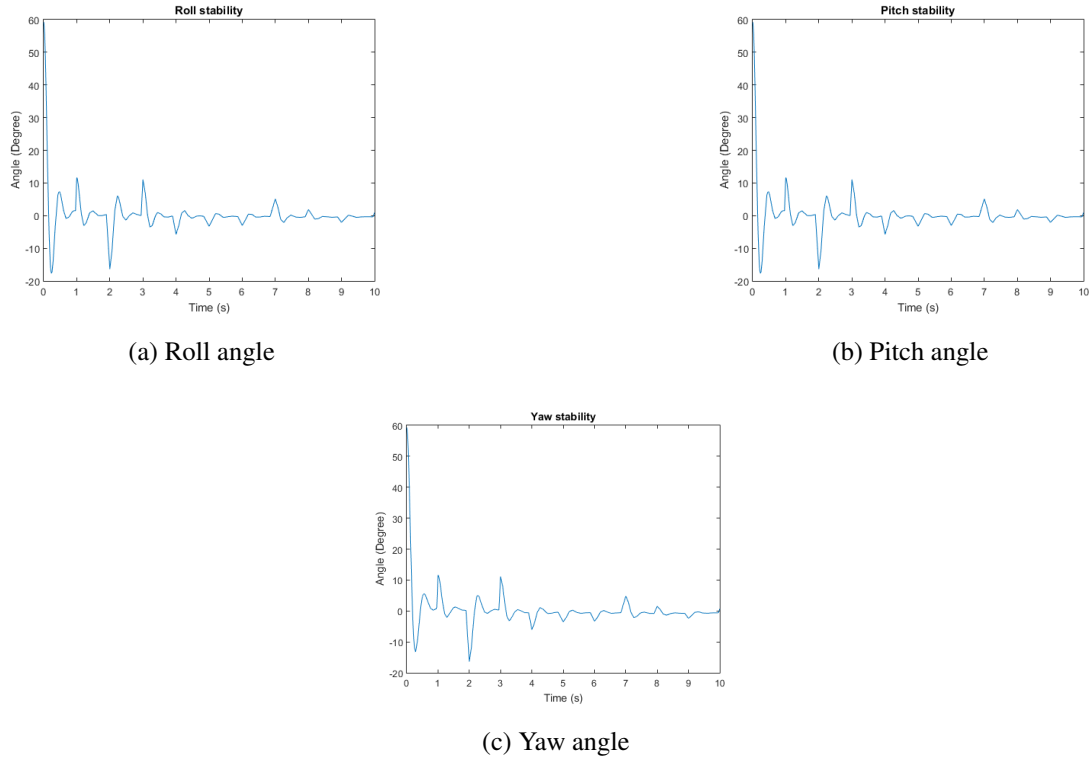 Roll stability
60
50
40
30
20
10
0
-10
-20
Angle (Degree)
0 1 2 3 4 5 6 7 8 9 10
Time (s)
(a) Roll angle
Pitch stability
60
50
40
30
20
10
0
-10
-20
Angle (Degree)
0 1 2 3 4 5 6 7 8 9 10
Time (s)
(b) Pitch angle
Yaw stability
60
50
40
30
20
10
0
-10
-20
Angle (Degree)
0 1 2 3 4 5 6 7 8 9 10
Time (s)
(c) Yaw angle